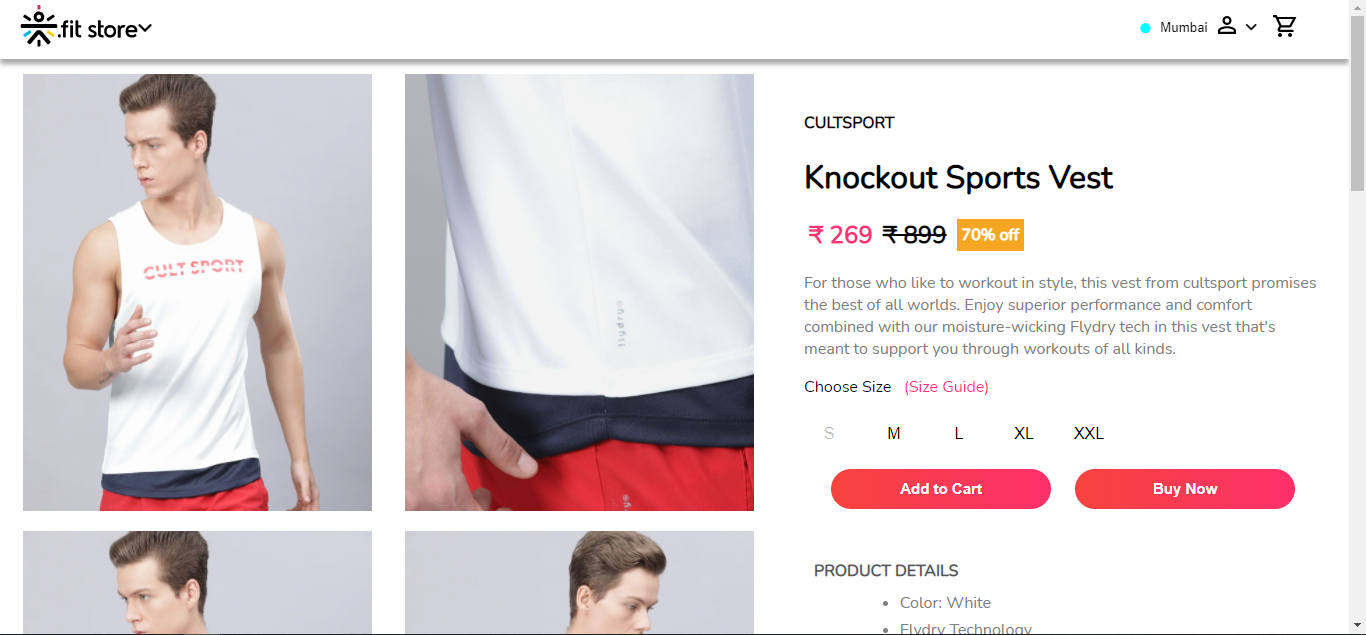 .fit store
Mumbai
CULT SPORT
flydry
CULTSPORT
Knockout Sports Vest
₹ 269 ₹ 899 70% off
For those who like to workout in style, this vest from cultsport promises
the best of all worlds. Enjoy superior performance and comfort
combined with our moisture-wicking Flydry tech in this vest that's
meant to support you through workouts of all kinds.
Choose Size (Size Guide)
S M L XL XXL
Add to Cart Buy Now
PRODUCT DETAILS
• Color: White
• Flydry Technology